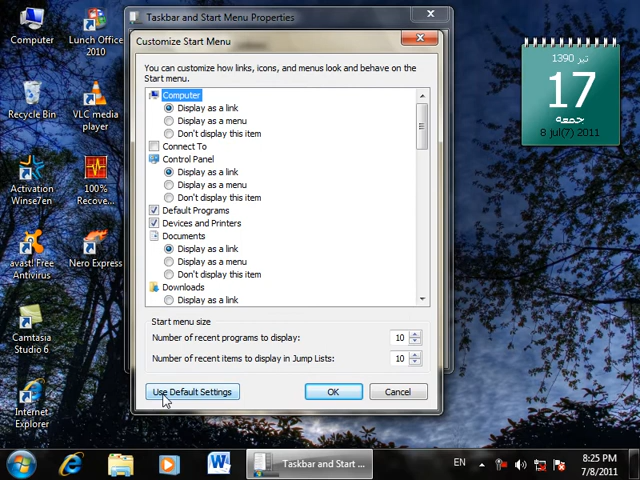 Computer
Lunch Office
2010
Recycle Bin
VLC media
player
Activation
Winse7en
100%
Recove...
avast! Free
Antivirus
Nero Express
Camtasia
Studio 6
Internet
Explorer
Taskbar and Start Menu Properties
Customize Start Menu
You can customize how links, icons, and menus look and behave on the
Start menu.
Computer
Display as a link
Display as a menu
Don't display this item
Connect To
Control Panel
Display as a link
Display as a menu
Don't display this item
Default Programs
Devices and Printers
Documents
Display as a link
Display as a menu
Don't display this item
Downloads
Display as a link
Start menu size
Number of recent programs to display:
10
Number of recent items to display in Jump Lists:
10
Use Default Settings
OK
Cancel
تیر 1390
17
جمعه
8 jul(7) 2011
Taskbar and Start ...
EN
8:25 PM
7/8/2011